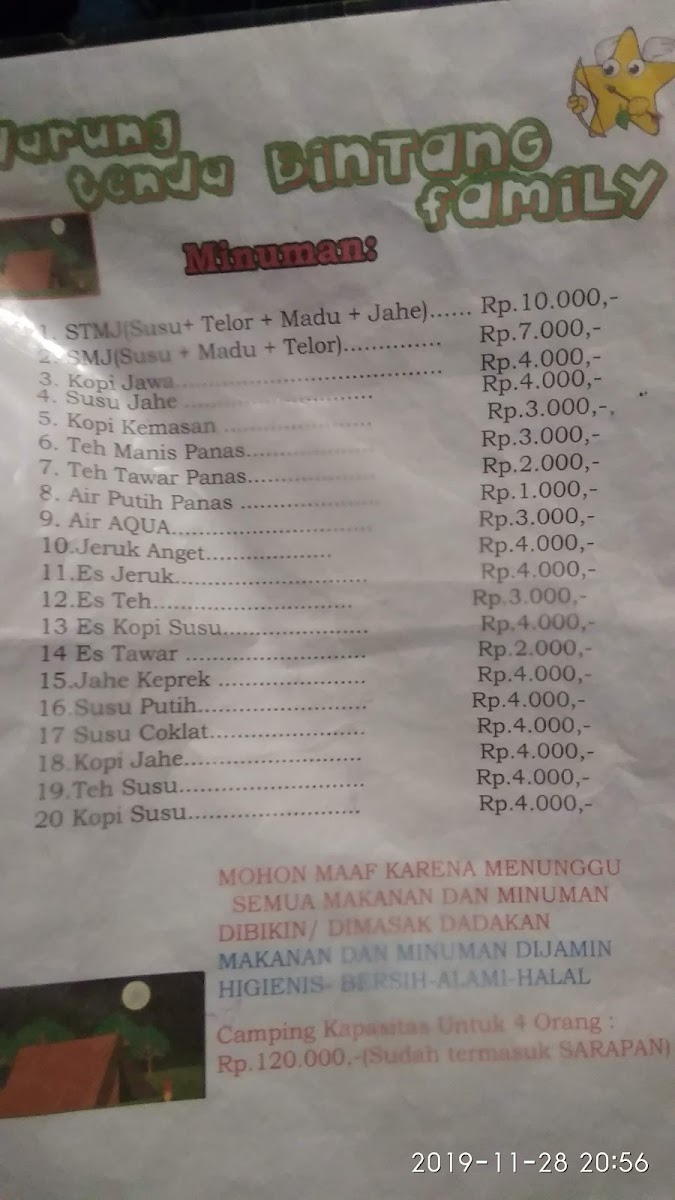 Warung
tenda Bintang
family
Minuman:
1. STMJ(Susu+ Telor + Madu + Jahe)...... Rp.10.000,-
2. SMJ(Susu + Madu + Telor)............... Rp.7.000,-
3. Kopi Jawa............................................. Rp.4.000,-
4. Susu Jahe ............................... Rp.4.000,-
5. Kopi Kemasan ........................ Rp.3.000,-
6. Teh Manis Panas.................... Rp.3.000,-
7. Teh Tawar Panas.................... Rp.2.000,-
8. Air Putih Panas ...................... Rp.1.000,-
9. Air AQUA................................ Rp.3.000,-
10.Jeruk Anget.................... Rp.4.000,-
11.Es Jeruk............................... Rp.4.000,-
12.Es Teh................................ Rp.3.000,-
13 Es Kopi Susu....................... Rp.4.000,-
14 Es Tawar ............................. Rp.2.000,-
15.Jahe Keprek ........................ Rp.4.000,-
16.Susu Putih........................... Rp.4.000,-
17 Susu Coklat......................... Rp.4.000,-
18.Kopi Jahe............................. Rp.4.000,-
19.Teh Susu.............................. Rp.4.000,-
20 Kopi Susu............................ Rp.4.000,-
MOHON MAAF KARENA MENUNGGU
SEMUA MAKANAN DAN MINUMAN
DIBIKIN/ DIMASAK DADAKAN
MAKANAN DAN MINUMAN DIJAMIN
HIGIENIS- BERSIH-ALAMI-HALAL
Camping Kapasitas Untuk 4 Orang :
Rp.120.000,-(Sudah termasuk SARAPAN)
2019-11-28 20:56